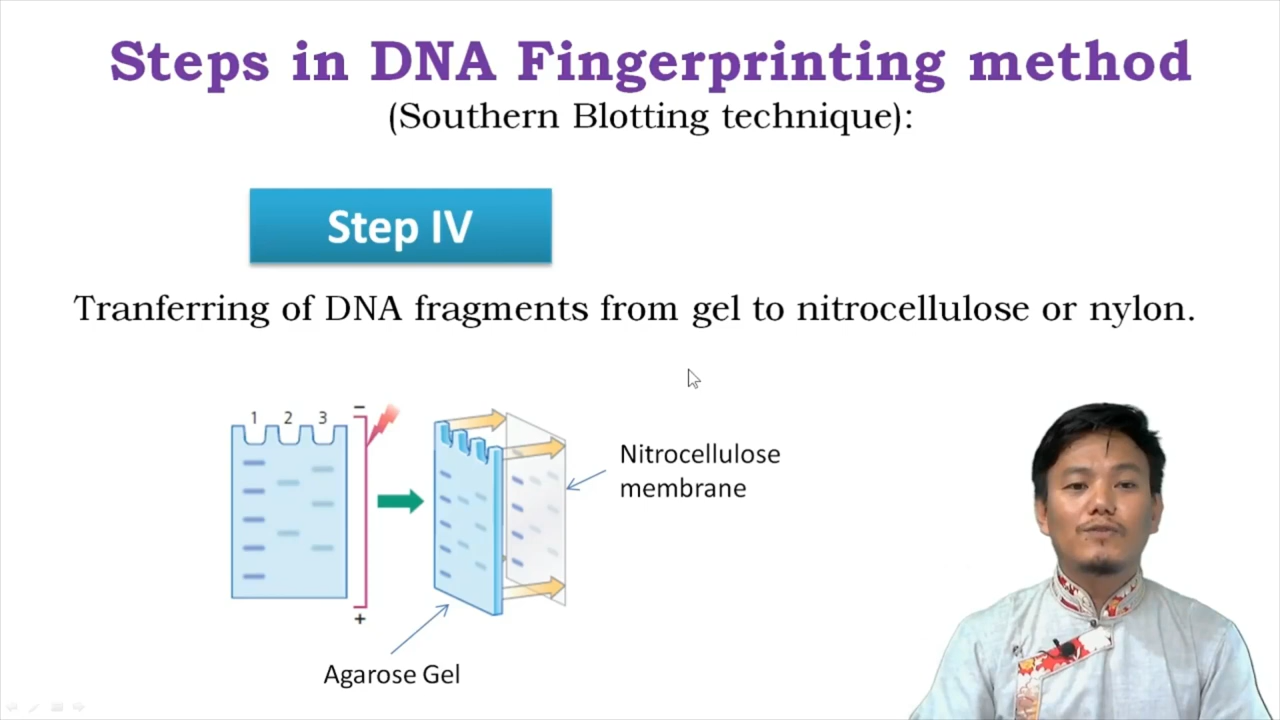 Steps in DNA Fingerprinting method
(Southern Blotting technique):
Step IV
Tranferring of DNA fragments from gel to nitrocellulose or nylon.
1 2 3
−
+
Nitrocellulose
membrane
Agarose Gel